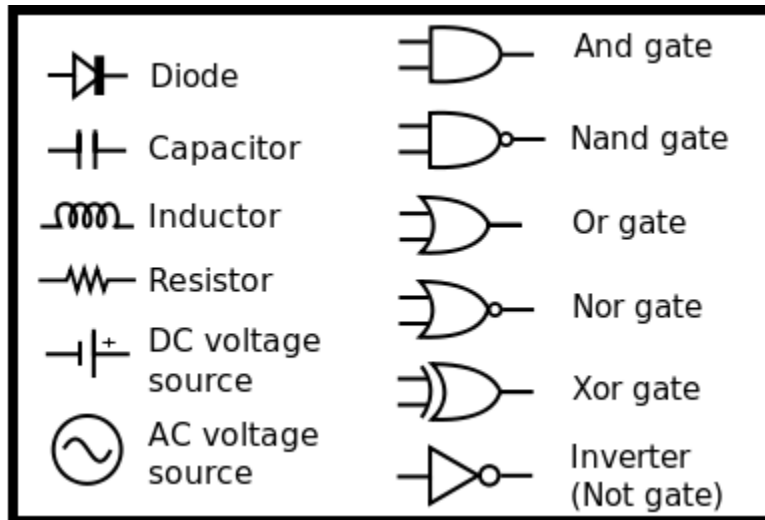 Diode
Capacitor
Inductor
Resistor
+
DC voltage
source
AC voltage
source
And gate
Nand gate
Or gate
Nor gate
Xor gate
Inverter
(Not gate)